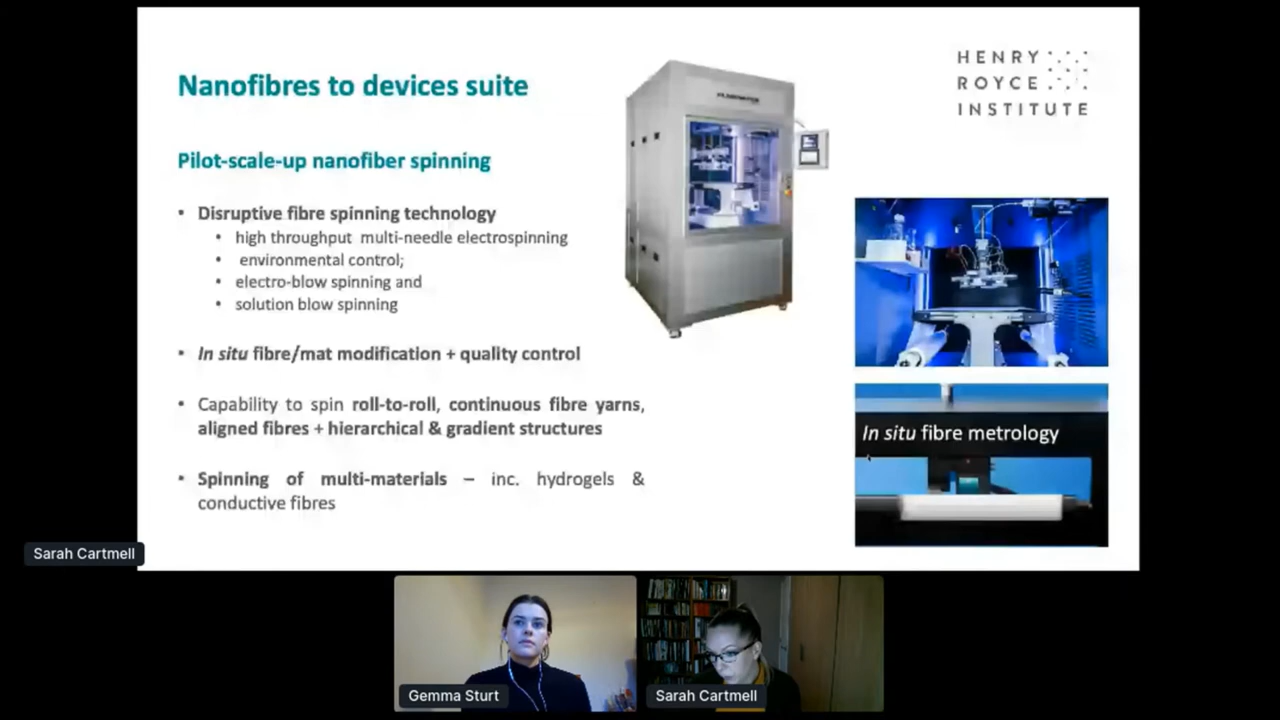 Nanofibres to devices suite
HENRY
ROYCE
INSTITUTE
Pilot-scale-up nanofiber spinning
• Disruptive fibre spinning technology
• high throughput multi-needle electrospinning
• environmental control;
• electro-blow spinning and
• solution blow spinning
• In situ fibre/mat modification + quality control
• Capability to spin roll-to-roll, continuous fibre yarns,
aligned fibres + hierarchical & gradient structures
• Spinning of multi-materials – inc. hydrogels &
conductive fibres
In situ fibre metrology
Sarah Cartmell
Gemma Sturt
Sarah Cartmell